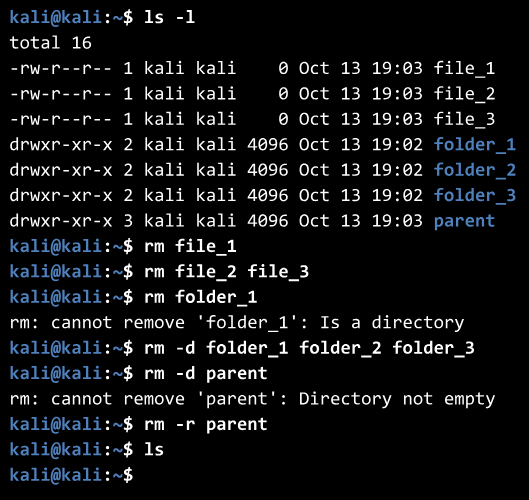 kali@kali:~$ ls -l
total 16
-rw-r--r-- 1 kali kali    0 Oct 13 19:03 file_1
-rw-r--r-- 1 kali kali    0 Oct 13 19:03 file_2
-rw-r--r-- 1 kali kali    0 Oct 13 19:03 file_3
drwxr-xr-x 2 kali kali 4096 Oct 13 19:02 folder_1
drwxr-xr-x 2 kali kali 4096 Oct 13 19:02 folder_2
drwxr-xr-x 2 kali kali 4096 Oct 13 19:02 folder_3
drwxr-xr-x 3 kali kali 4096 Oct 13 19:03 parent
kali@kali:~$ rm file_1
kali@kali:~$ rm file_2 file_3
kali@kali:~$ rm folder_1
rm: cannot remove 'folder_1': Is a directory
kali@kali:~$ rm -d folder_1 folder_2 folder_3
kali@kali:~$ rm -d parent
rm: cannot remove 'parent': Directory not empty
kali@kali:~$ rm -r parent
kali@kali:~$ ls
kali@kali:~$